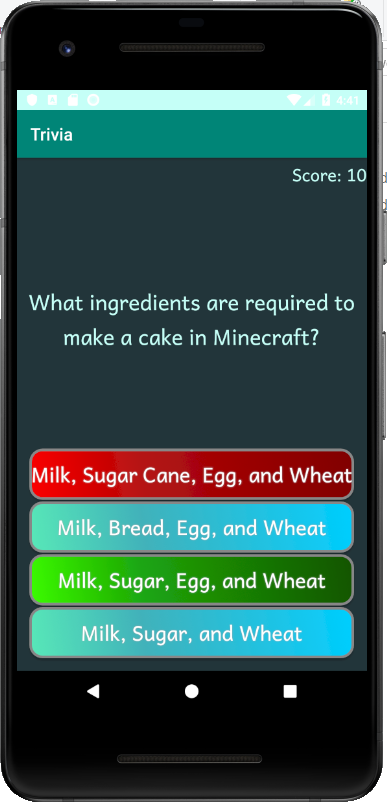 4:41
Trivia
Score: 10
What ingredients are required to
make a cake in Minecraft?
Milk, Sugar Cane, Egg, and Wheat
Milk, Bread, Egg, and Wheat
Milk, Sugar, Egg, and Wheat
Milk, Sugar, and Wheat